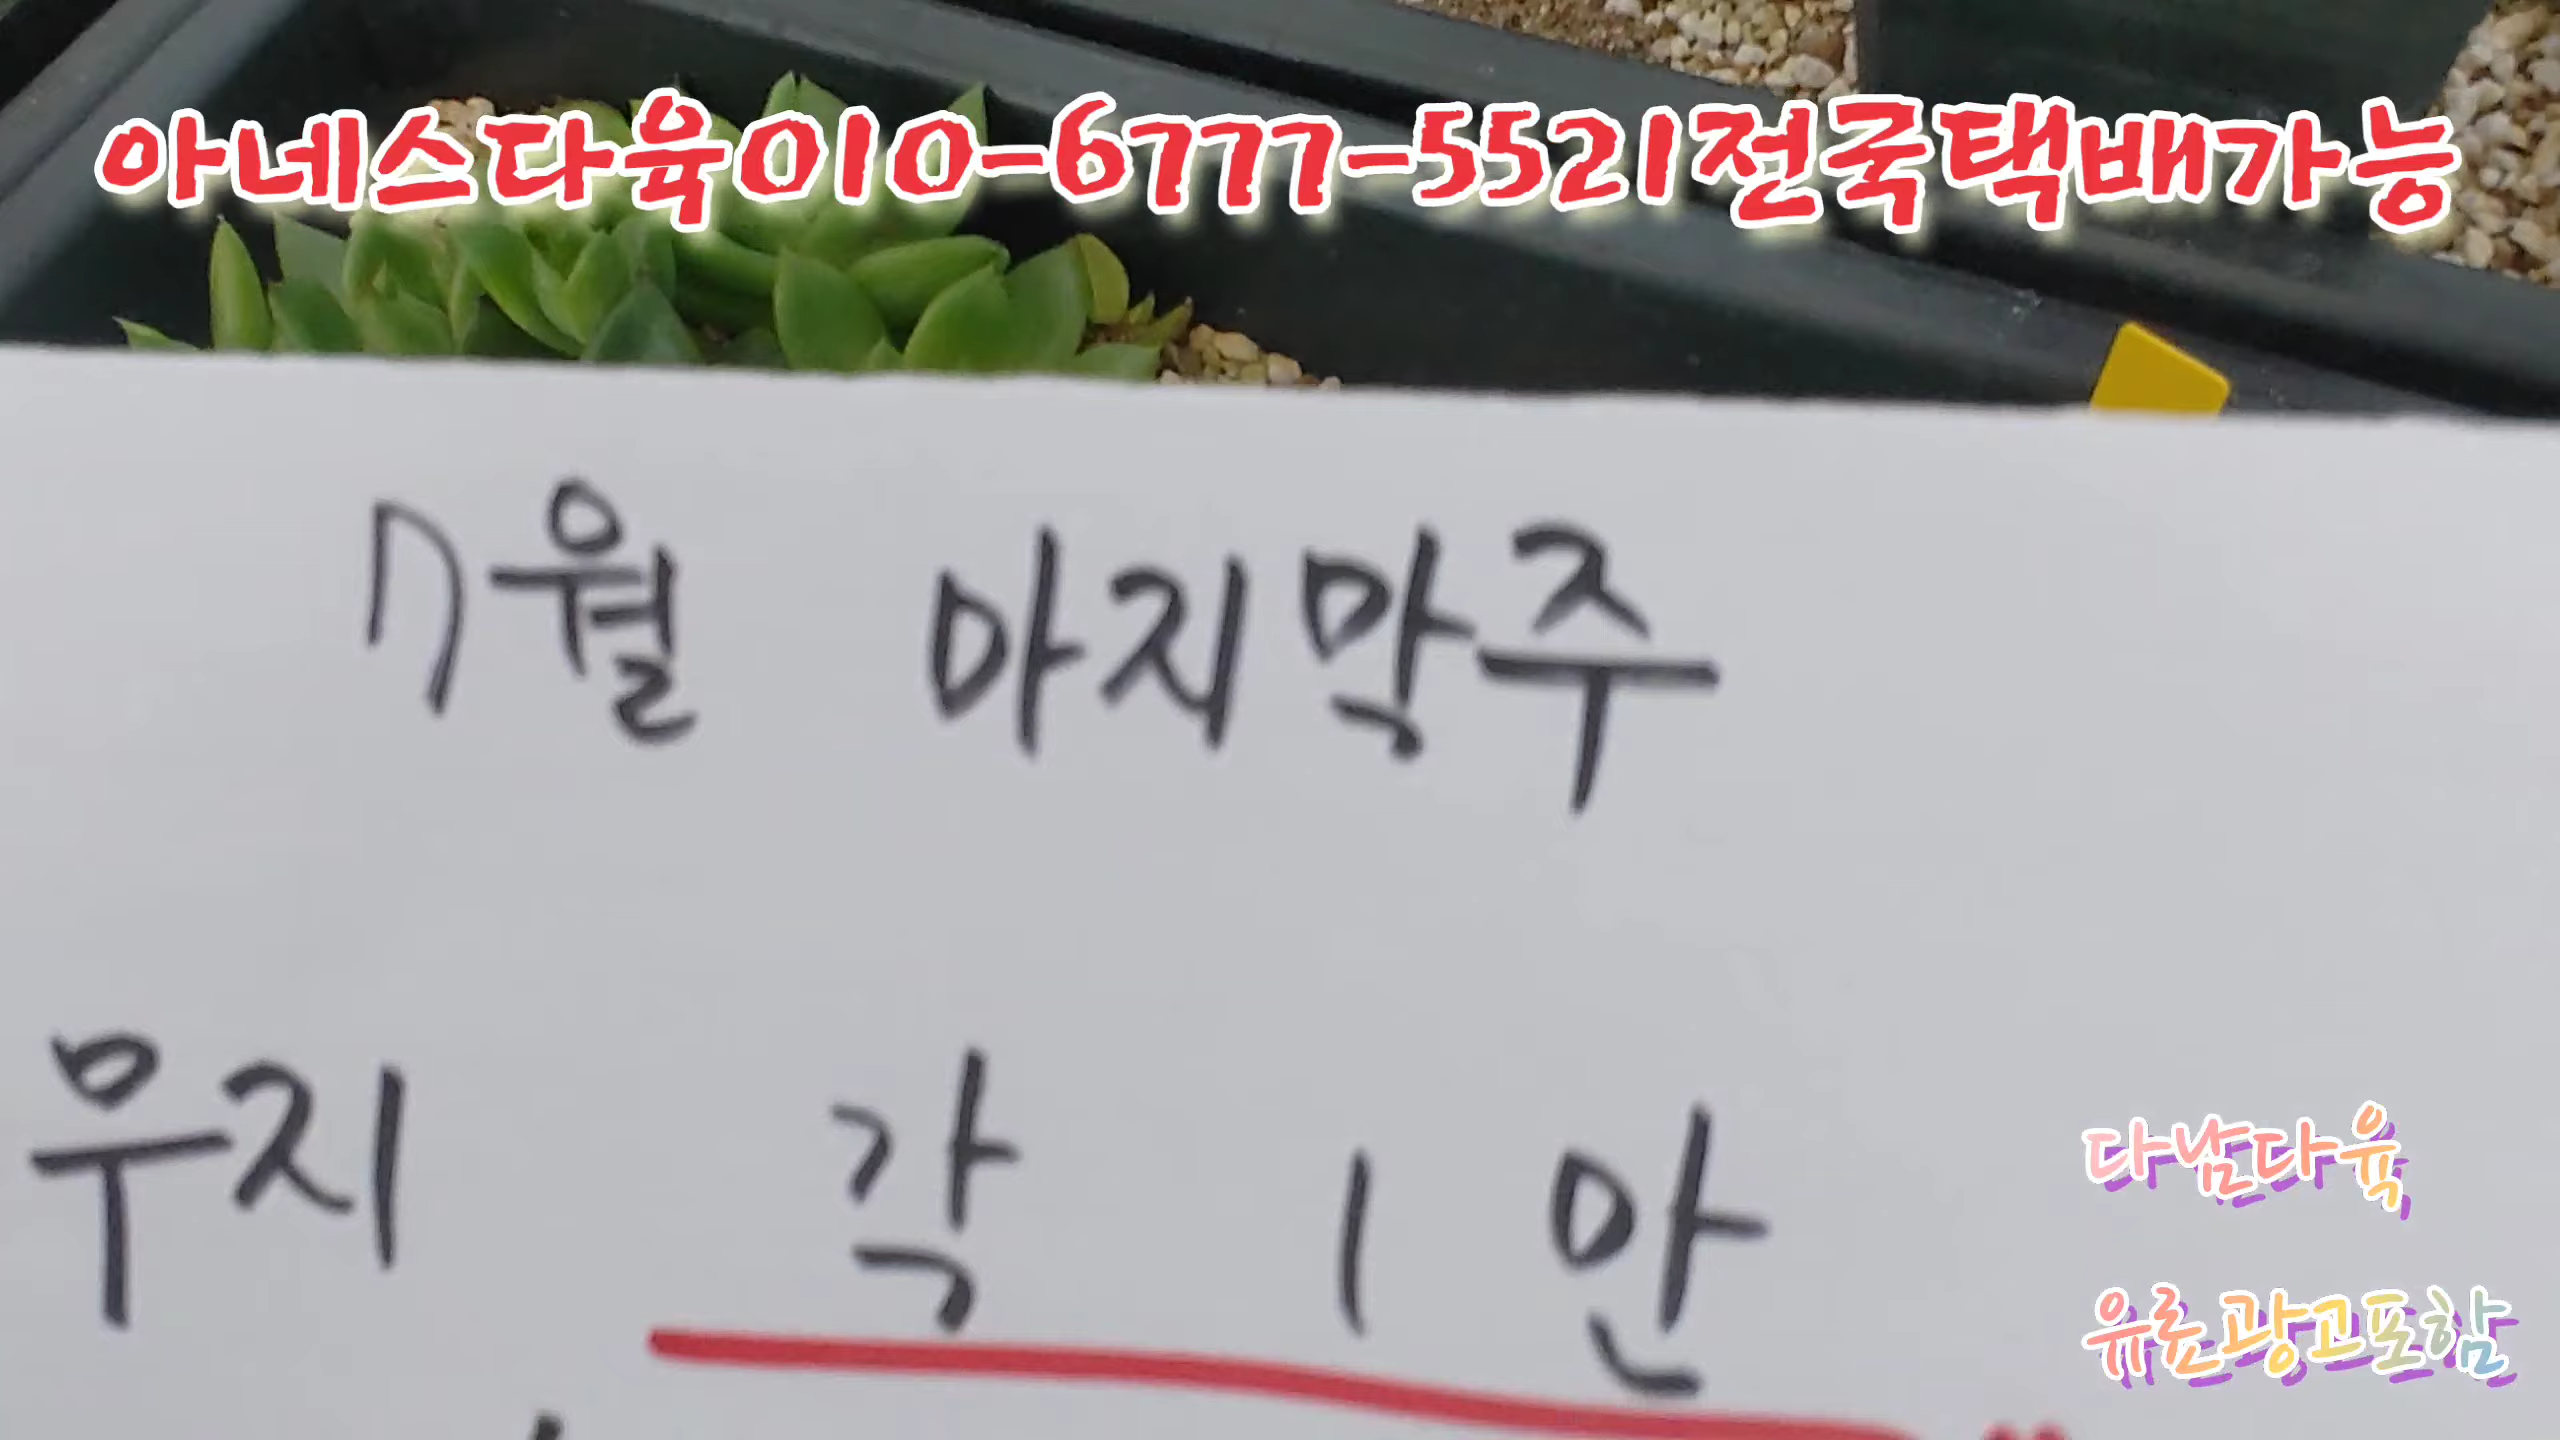 아네스다육010-6777-5521전국택배가능
7월 마지막주
우지 각 1 만
다남다육
유료광고포함